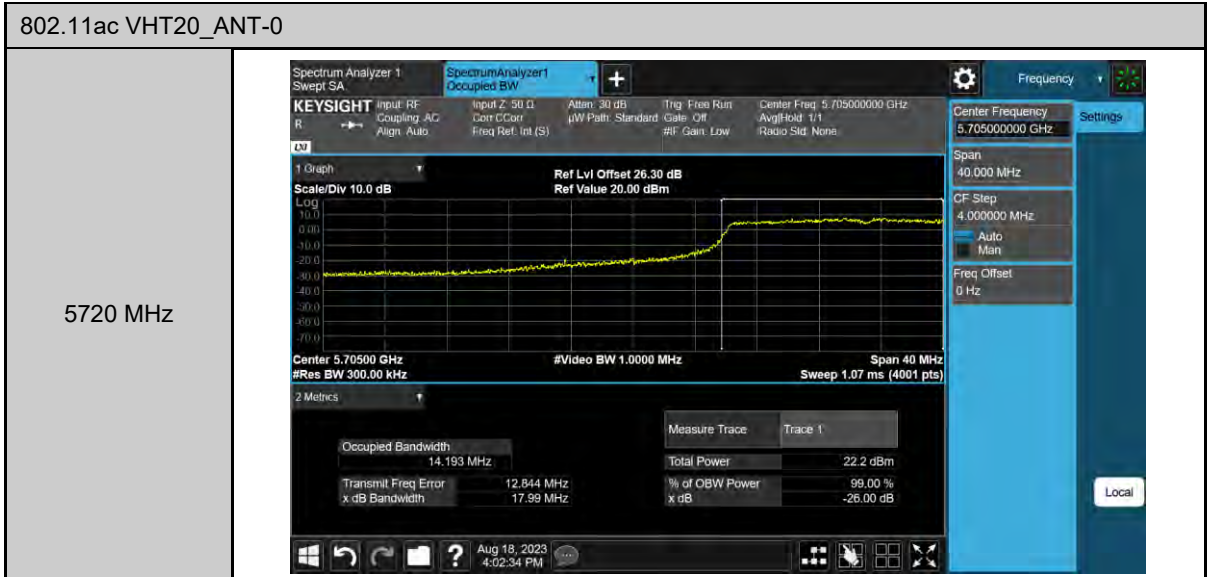 802.11ac VHT20_ANT-0
5720 MHz
Spectrum Analyzer 1
Swept SA
SpectrumAnalyzer1
Occupied BW
Frequency
KEYSIGHT
R
LXI
Input: RF
Coupling: AC
Align: Auto
Input Z: 50 Ω
Corr CCorr
Freq Ref: Int (S)
Atten: 30 dB
µW Path: Standard
Trig: Free Run
Gate: Off
#IF Gain: Low
Center Freq: 5.705000000 GHz
Avg|Hold: 1/1
Radio Std: None
Center Frequency
5.705000000 GHz
Settings
Span
40.000 MHz
CF Step
4.000000 MHz
Auto
Man
Freq Offset
0 Hz
1 Graph
Scale/Div 10.0 dB
Ref Lvl Offset 26.30 dB
Ref Value 20.00 dBm
Log
10.0
0.00
-10.0
-20.0
-30.0
-40.0
-50.0
-60.0
-70.0
Center 5.70500 GHz
#Res BW 300.00 kHz
#Video BW 1.0000 MHz
Span 40 MHz
Sweep 1.07 ms (4001 pts)
2 Metrics
Measure Trace
Trace 1
Occupied Bandwidth
14.193 MHz
Total Power
22.2 dBm
Transmit Freq Error
12.844 MHz
% of OBW Power
99.00 %
x dB Bandwidth
17.99 MHz
x dB
-26.00 dB
Local
Aug 18, 2023
4:02:34 PM